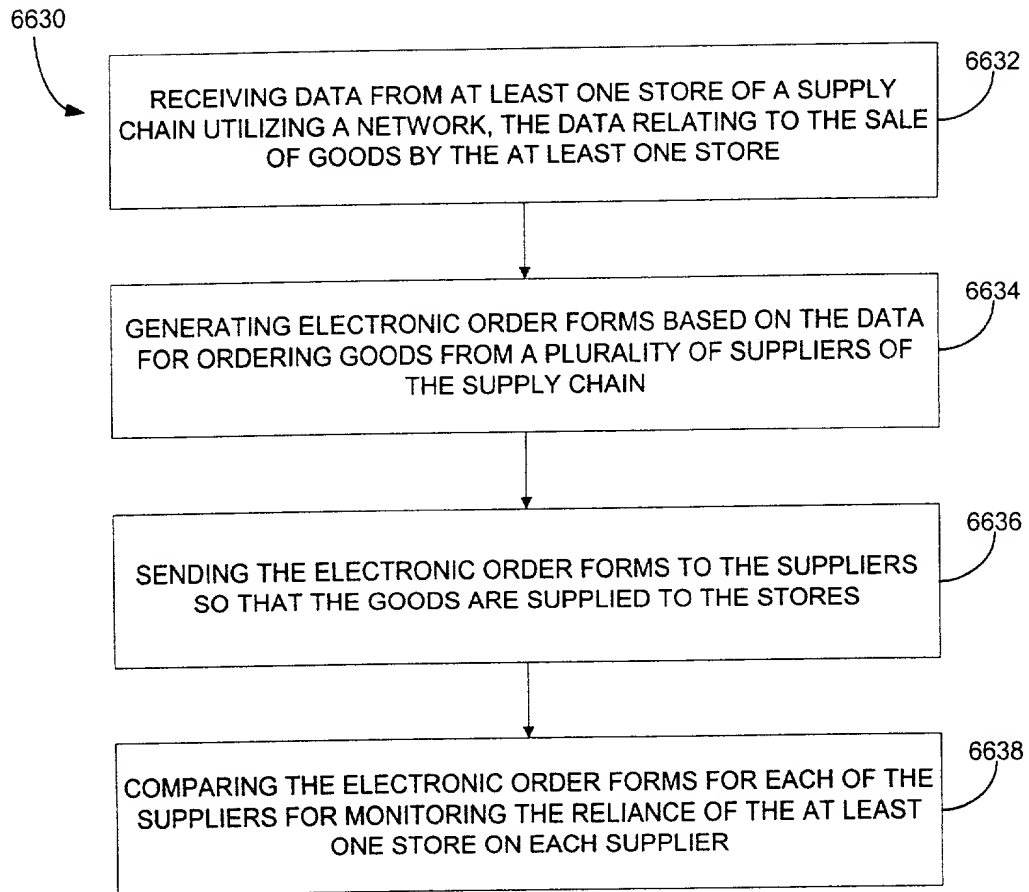 6630
6632
RECEIVING DATA FROM AT LEAST ONE STORE OF A SUPPLY
CHAIN UTILIZING A NETWORK, THE DATA RELATING TO THE SALE
OF GOODS BY THE AT LEAST ONE STORE
6634
GENERATING ELECTRONIC ORDER FORMS BASED ON THE DATA
FOR ORDERING GOODS FROM A PLURALITY OF SUPPLIERS OF
THE SUPPLY CHAIN
6636
SENDING THE ELECTRONIC ORDER FORMS TO THE SUPPLIERS
SO THAT THE GOODS ARE SUPPLIED TO THE STORES
6638
COMPARING THE ELECTRONIC ORDER FORMS FOR EACH OF THE
SUPPLIERS FOR MONITORING THE RELIANCE OF THE AT LEAST
ONE STORE ON EACH SUPPLIER